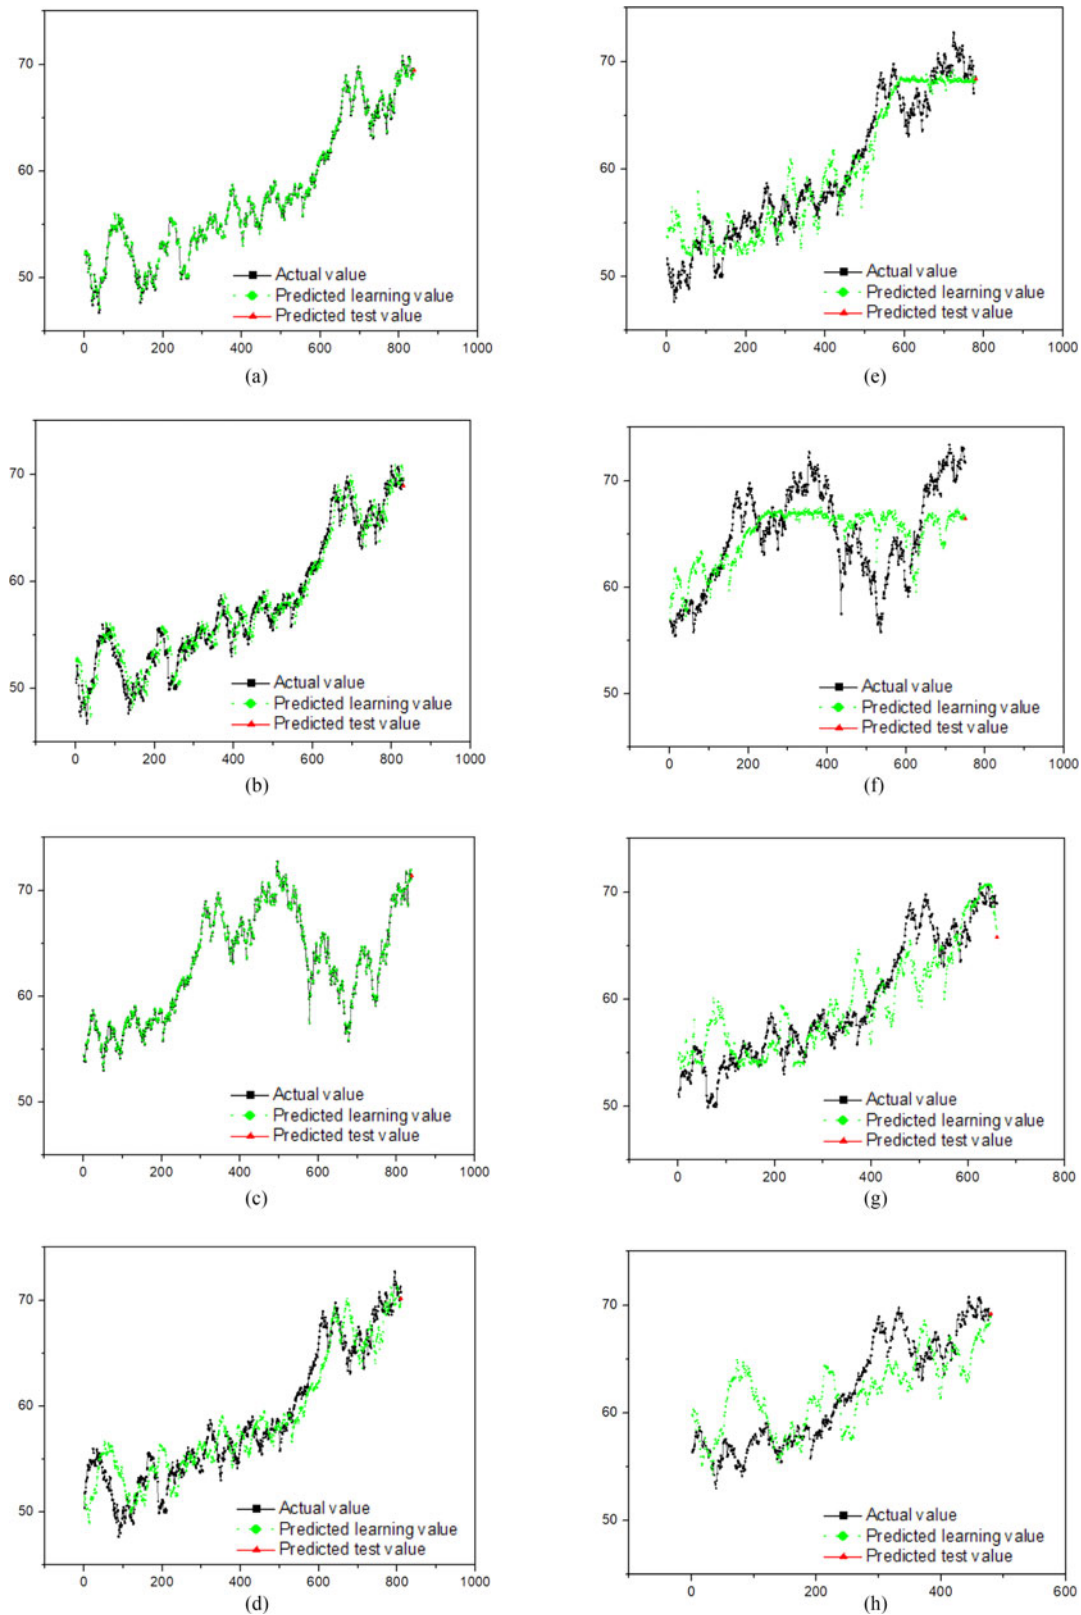 70
60
50
Actual value
Predicted learning value
Predicted test value
0 200 400 600 800 1000
(a)
70
60
50
Actual value
Predicted learning value
Predicted test value
0 200 400 600 800 1000
(b)
70
60
50
Actual value
Predicted learning value
Predicted test value
0 200 400 600 800 1000
(c)
70
60
50
Actual value
Predicted learning value
Predicted test value
0 200 400 600 800 1000
(d)
70
60
50
Actual value
Predicted learning value
Predicted test value
0 200 400 600 800 1000
(e)
70
60
50
Actual value
Predicted learning value
Predicted test value
0 200 400 600 800 1000
(f)
70
60
50
Actual value
Predicted learning value
Predicted test value
0 200 400 600 800
(g)
70
60
50
Actual value
Predicted learning value
Predicted test value
0 200 400 600
(h)